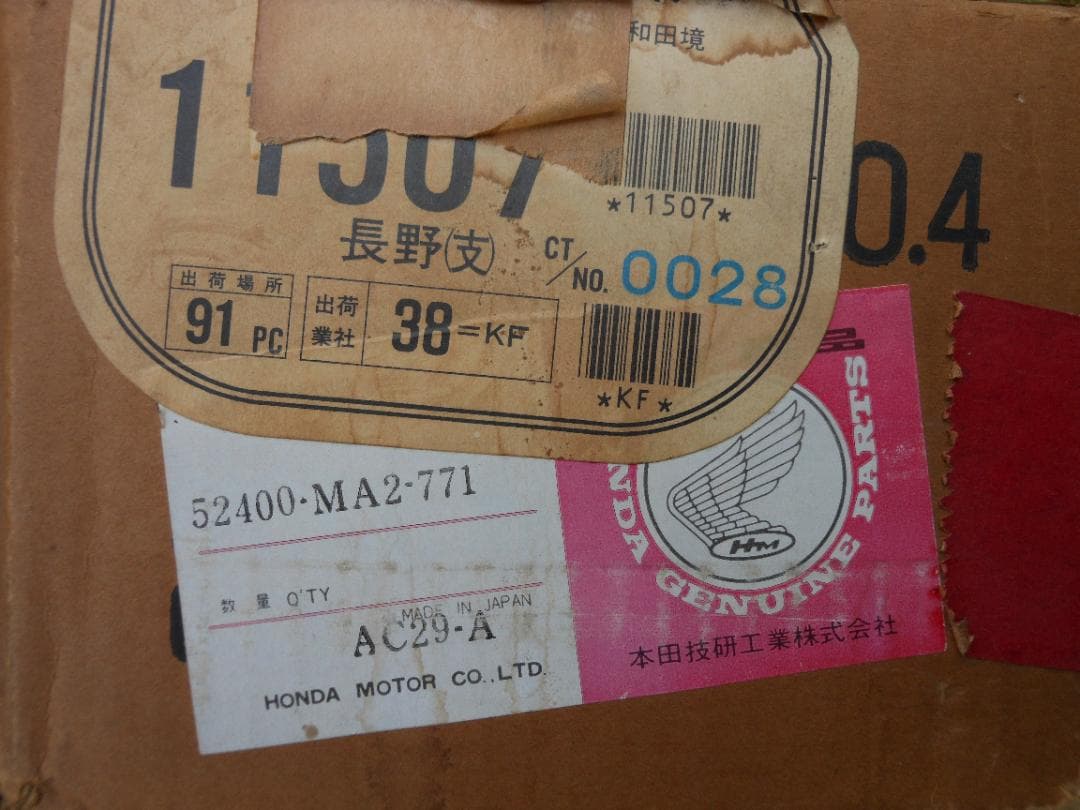 和田境
11507
*11507*
0.4
長野(支)
CT/NO. 0028
出荷場所
91 PC
出荷
業社
38=KF
*KF*
品
52400-MA2-771
HONDA GENUINE PARTS
HM
数量 Q'TY
MADE IN JAPAN
AC29-A
HONDA MOTOR CO.,LTD.
本田技研工業株式会社